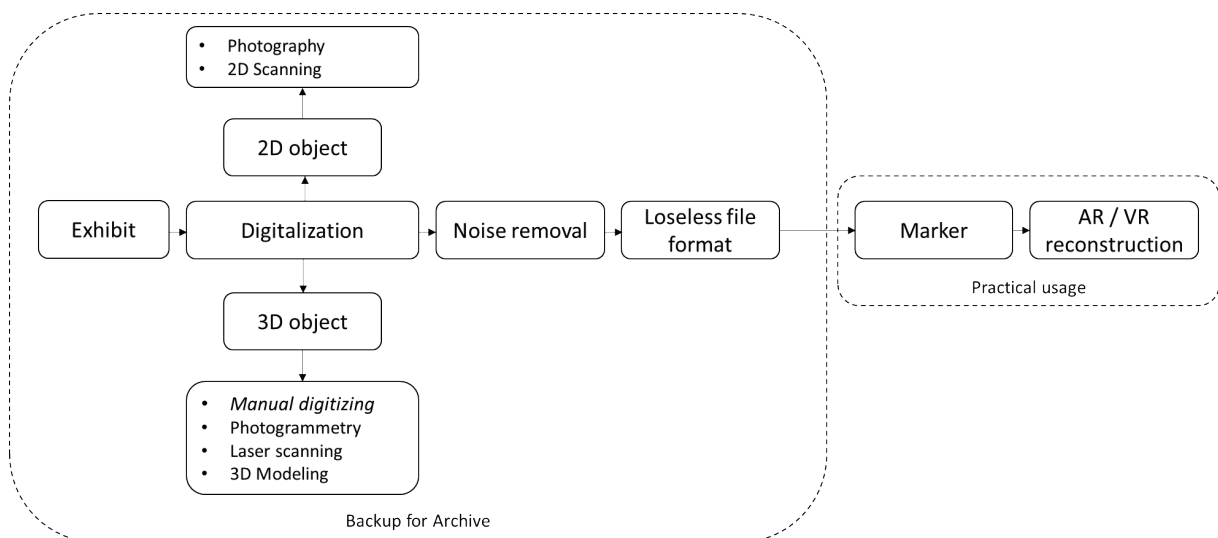 • Photography
• 2D Scanning
2D object
Exhibit
Digitalization
Noise removal
Loseless file
format
Marker
AR / VR
reconstruction
Practical usage
3D object
• Manual digitizing
• Photogrammetry
• Laser scanning
• 3D Modeling
Backup for Archive